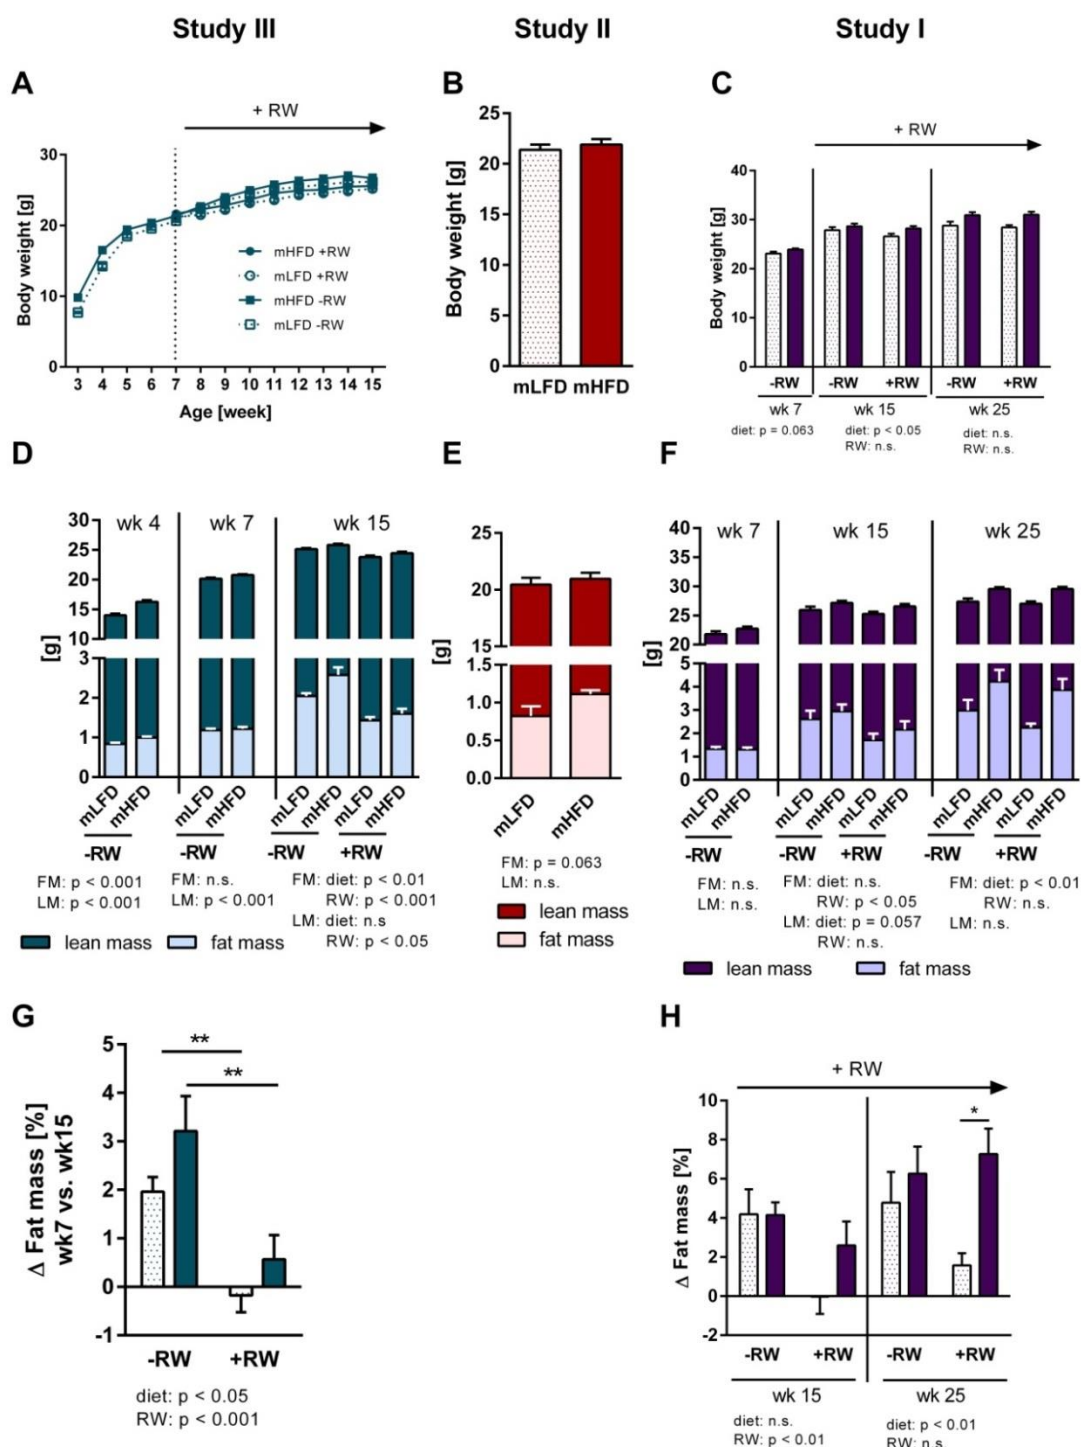 Study III
Study II
Study I
A
+ RW
Body weight [g]
30
20
10
0
mHFD +RW
mLFD +RW
mHFD -RW
mLFD -RW
3 4 5 6 7 8 9 10 11 12 13 14 15
Age [week]
B
Body weight [g]
25
20
15
10
5
0
mLFD mHFD
C
+ RW
Body weight [g]
40
30
20
10
0
-RW -RW +RW -RW +RW
wk 7 wk 15 wk 25
diet: p = 0.063
diet: p < 0.05
RW: n.s.
diet: n.s.
RW: n.s.
D
[g]
30
25
20
15
10
3
2
1
0
wk 4 wk 7 wk 15
mLFD mHFD mLFD mHFD mLFD mHFD mLFD mHFD
-RW -RW -RW +RW
FM: p < 0.001
LM: p < 0.001
FM: n.s.
LM: p < 0.001
FM: diet: p < 0.01
RW: p < 0.001
LM: diet: n.s
RW: p < 0.05
lean mass fat mass
E
[g]
25
20
15
1.5
1.0
0.5
0.0
mLFD mHFD
FM: p = 0.063
LM: n.s.
lean mass
fat mass
F
[g]
40
35
30
25
20
5
4
3
2
1
0
wk 7 wk 15 wk 25
mLFD mHFD mLFD mHFD mLFD mHFD mLFD mHFD mLFD mHFD
-RW -RW +RW -RW +RW
FM: n.s.
LM: n.s.
FM: diet: n.s.
RW: p < 0.05
LM: diet: p = 0.057
RW: n.s.
FM: diet: p < 0.01
RW: n.s.
LM: n.s.
lean mass fat mass
G
Δ Fat mass [%]
wk7 vs. wk15
5
4
3
2
1
0
-1
**
**
-RW +RW
diet: p < 0.05
RW: p < 0.001
H
+ RW
Δ Fat mass [%]
10
8
6
4
2
0
-2
*
-RW +RW -RW +RW
wk 15 wk 25
diet: n.s.
RW: p < 0.01
diet: p < 0.01
RW: n.s.